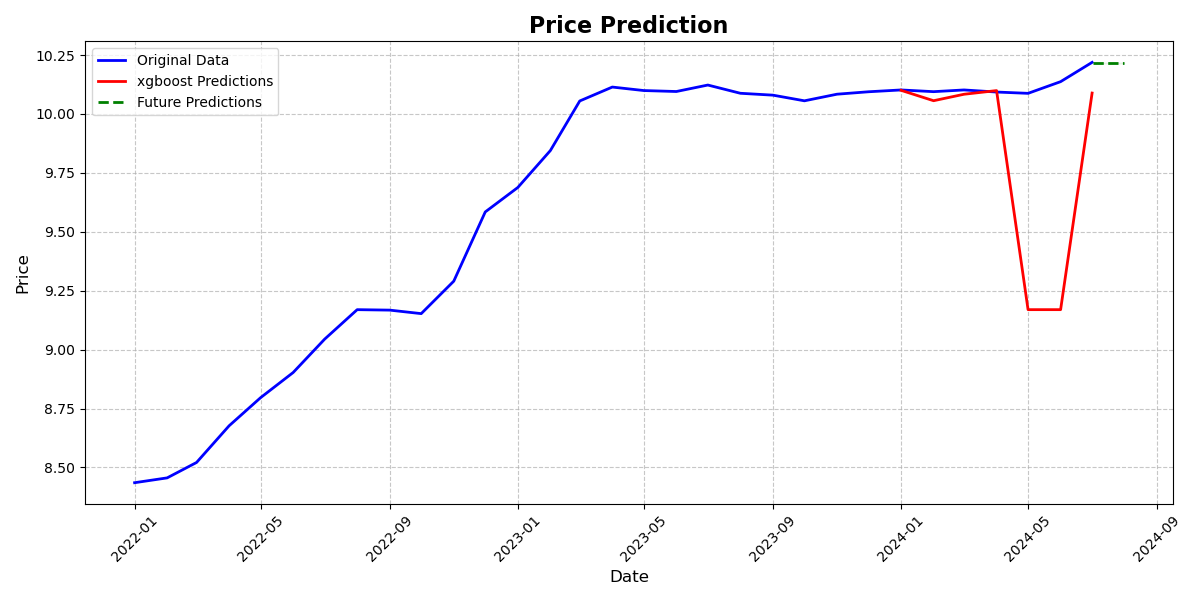 Price Prediction
Original Data
xgboost Predictions
Future Predictions
Price
10.25
10.00
9.75
9.50
9.25
9.00
8.75
8.50
2022-01
2022-05
2022-09
2023-01
2023-05
2023-09
2024-01
2024-05
2024-09
Date